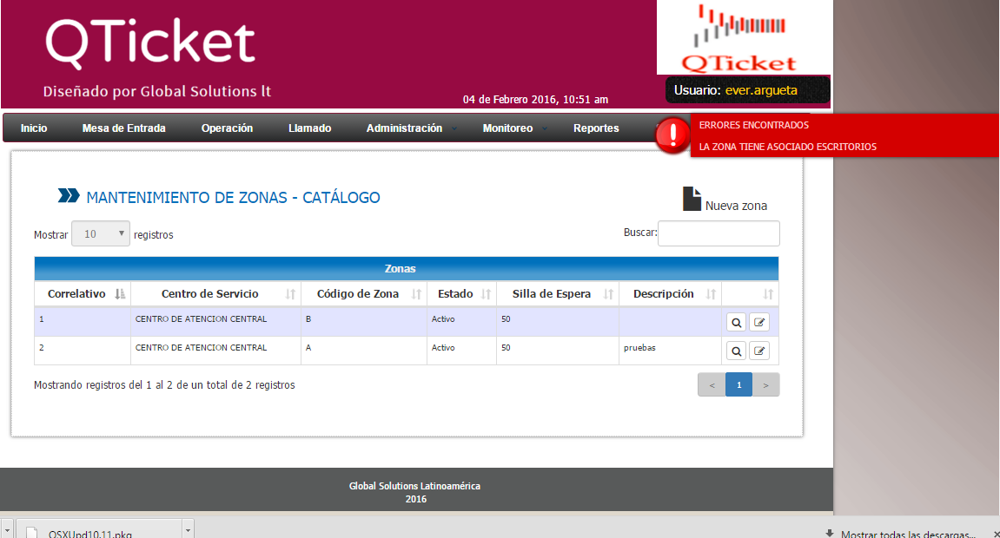 QTicket
Diseñado por Global Solutions lt
04 de Febrero 2016, 10:51 am
QTicket
Usuario: ever.argueta
Inicio Mesa de Entrada Operación Llamado Administración Monitoreo Reportes
ERRORES ENCONTRADOS
LA ZONA TIENE ASOCIADO ESCRITORIOS
MANTENIMIENTO DE ZONAS - CATÁLOGO
Nueva zona
Mostrar 10 registros
Buscar:
Zonas
Correlativo Centro de Servicio Código de Zona Estado Silla de Espera Descripción
1 CENTRO DE ATENCION CENTRAL B Activo 50
2 CENTRO DE ATENCION CENTRAL A Activo 50 pruebas
Mostrando registros del 1 al 2 de un total de 2 registros
< 1 >
Global Solutions Latinoamérica
2016
OSXUpd10.11.pkg
Mostrar todas las descargas...